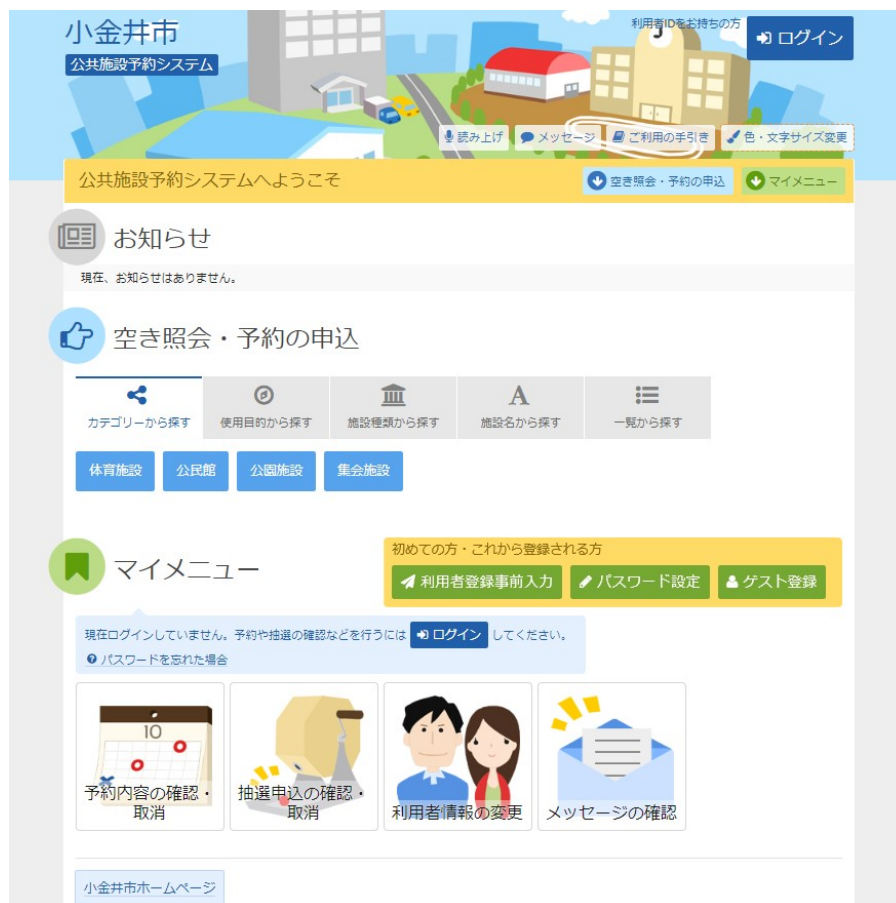 小金井市
公共施設予約システム
利用者IDをお持ちの方
ログイン
読み上げ
メッセージ
ご利用の手引き
色・文字サイズ変更
公共施設予約システムへようこそ
空き照会・予約の申込
マイメニュー
お知らせ
現在、お知らせはありません。
空き照会・予約の申込
カテゴリーから探す
使用目的から探す
施設種類から探す
A
施設名から探す
一覧から探す
体育施設
公民館
公園施設
集会施設
マイメニュー
初めての方・これから登録される方
利用者登録事前入力
パスワード設定
ゲスト登録
現在ログインしていません。予約や抽選の確認などを行うには ログイン してください。
パスワードを忘れた場合
10
予約内容の確認・
取消
抽選申込の確認・
取消
利用者情報の変更
メッセージの確認
小金井市ホームページ